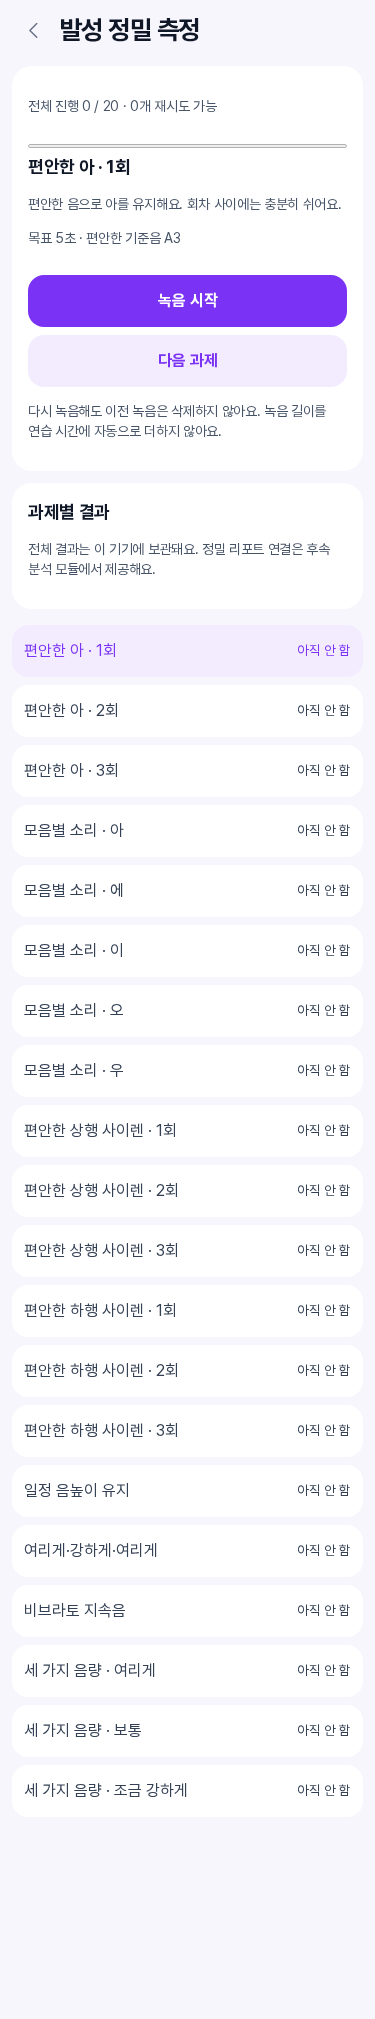 발성 정밀 측정
전체 진행 0 / 20 · 0개 재시도 가능
편안한 아 · 1회
편안한 음으로 아를 유지해요. 회차 사이에는 충분히 쉬어요.
목표 5초 · 편안한 기준음 A3
녹음 시작
다음 과제
다시 녹음해도 이전 녹음은 삭제하지 않아요. 녹음 길이를
연습 시간에 자동으로 더하지 않아요.
과제별 결과
전체 결과는 이 기기에 보관돼요. 정밀 리포트 연결은 후속
분석 모듈에서 제공해요.
편안한 아 · 1회 아직 안 함
편안한 아 · 2회 아직 안 함
편안한 아 · 3회 아직 안 함
모음별 소리 · 아 아직 안 함
모음별 소리 · 에 아직 안 함
모음별 소리 · 이 아직 안 함
모음별 소리 · 오 아직 안 함
모음별 소리 · 우 아직 안 함
편안한 상행 사이렌 · 1회 아직 안 함
편안한 상행 사이렌 · 2회 아직 안 함
편안한 상행 사이렌 · 3회 아직 안 함
편안한 하행 사이렌 · 1회 아직 안 함
편안한 하행 사이렌 · 2회 아직 안 함
편안한 하행 사이렌 · 3회 아직 안 함
일정 음높이 유지 아직 안 함
여리게·강하게·여리게 아직 안 함
비브라토 지속음 아직 안 함
세 가지 음량 · 여리게 아직 안 함
세 가지 음량 · 보통 아직 안 함
세 가지 음량 · 조금 강하게 아직 안 함